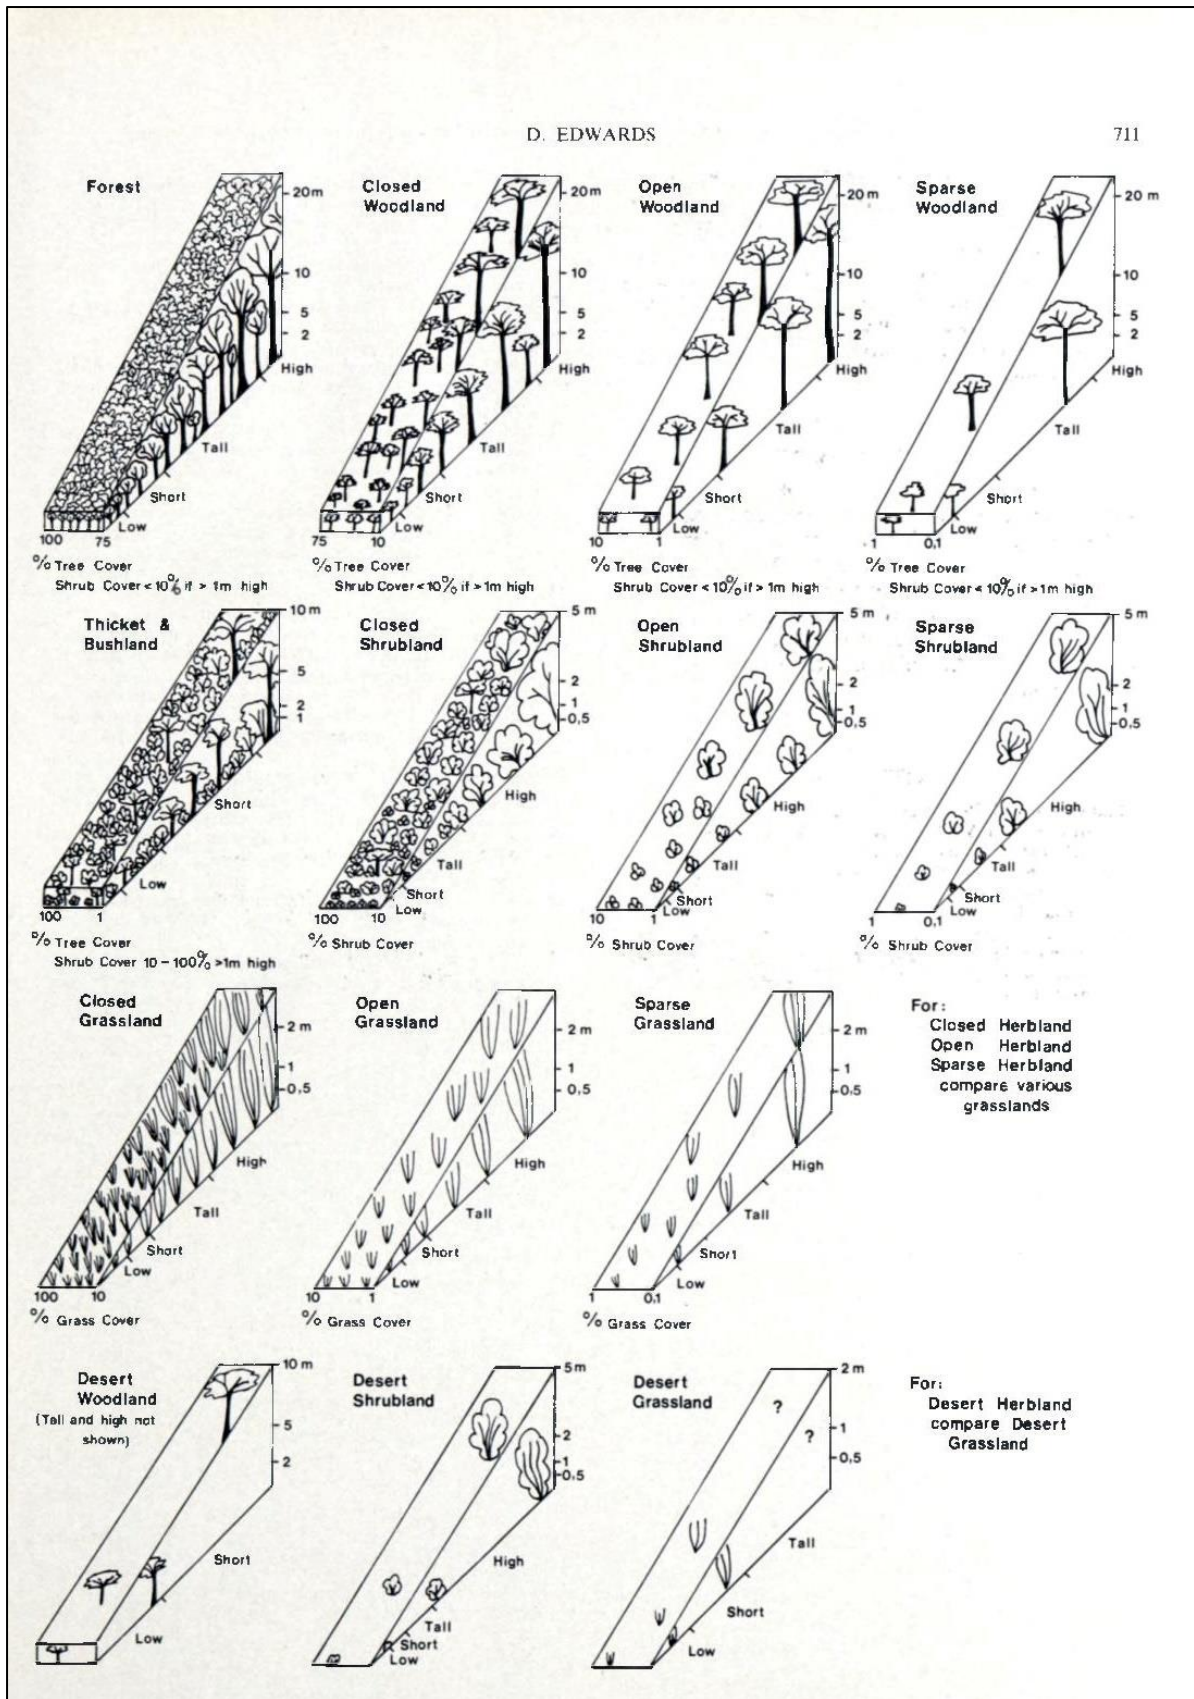 D. EDWARDS
711
Forest
20m
10
5
2
High
Tall
Short
Low
100 75
% Tree Cover
Shrub Cover < 10% if > 1m high
Closed
Woodland
20m
10
5
2
High
Tall
Short
Low
75 10
% Tree Cover
Shrub Cover < 10% if > 1m high
Open
Woodland
20m
10
5
2
High
Tall
Short
Low
10 1
% Tree Cover
Shrub Cover < 10% if > 1m high
Sparse
Woodland
20 m
10
5
2
High
Tall
Short
Low
1 0,1
% Tree Cover
Shrub Cover < 10% if > 1m high
Thicket &
Bushland
10 m
5
2
1
Short
Low
100 1
% Tree Cover
Shrub Cover 10 - 100% >1m high
Closed
Shrubland
5 m
2
1
0,5
High
Tall
Short
Low
100 10
% Shrub Cover
Open
Shrubland
5m
2
1
0,5
High
Tall
Short
Low
10 1
% Shrub Cover
Sparse
Shrubland
5m
2
1
0,5
High
Tall
Short
Low
1 0,1
% Shrub Cover
Closed
Grassland
2 m
1
0,5
High
Tall
Short
Low
100 10
% Grass Cover
Open
Grassland
2 m
1
0,5
High
Tall
Short
Low
10 1
% Grass Cover
Sparse
Grassland
2 m
1
0,5
High
Tall
Short
Low
1 0,1
% Grass Cover
For:
Closed Herbland
Open Herbland
Sparse Herbland
compare various
grasslands
Desert
Woodland
(Tall and high not
shown)
10 m
5
2
Short
Low
Desert
Shrubland
5m
2
1
0,5
High
Tall
Short
Low
Desert
Grassland
2 m
?
?
1
0,5
Tall
Short
Low
For:
Desert Herbland
compare Desert
Grassland